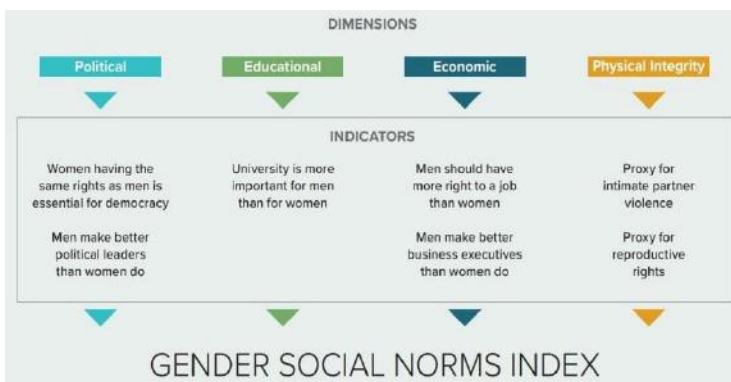 DIMENSIONS
Political
Educational
Economic
Physical Integrity
INDICATORS
Women having the
same rights as men is
essential for democracy
Men make better
political leaders
than women do
University is more
important for men
than for women
Men should have
more right to a job
than women
Men make better
business executives
than women do
Proxy for
intimate partner
violence
Proxy for
reproductive
rights
GENDER SOCIAL NORMS INDEX